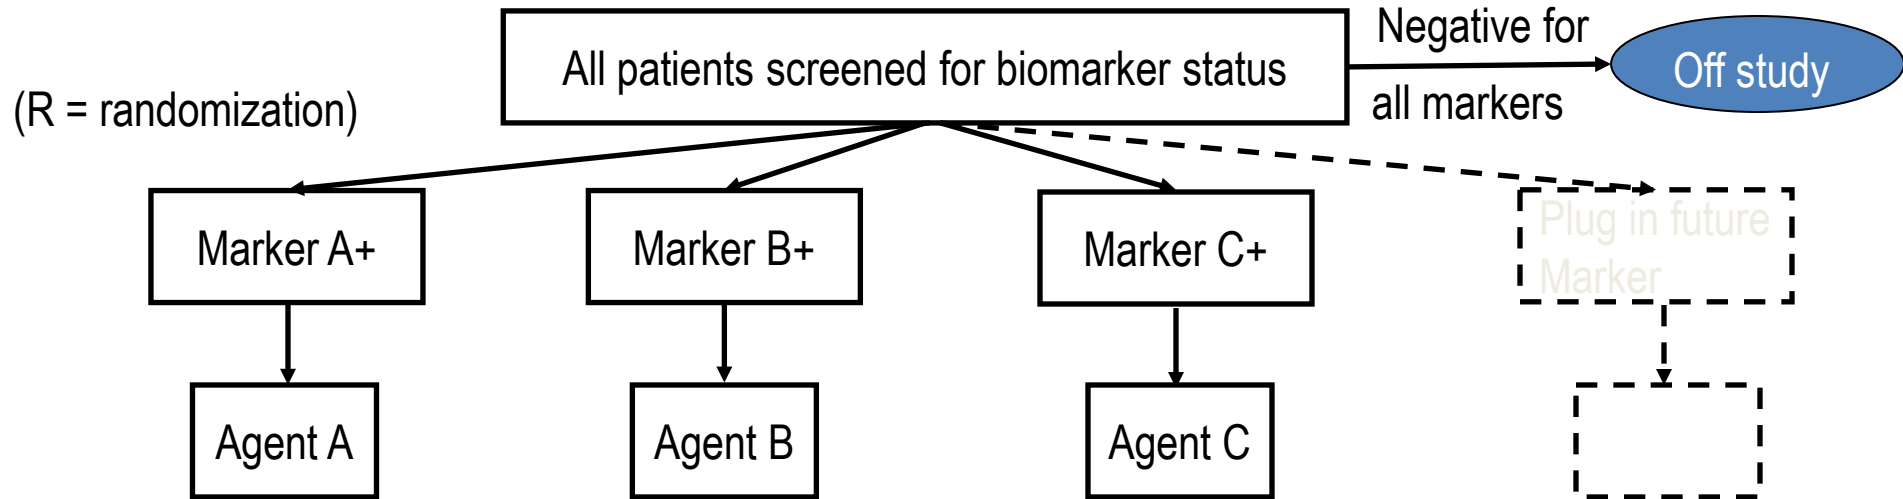 All patients screened for biomarker status
Negative for
all markers
Off study
(R = randomization)
Marker A+
Marker B+
Marker C+
Plug in future
Marker
Agent A
Agent B
Agent C